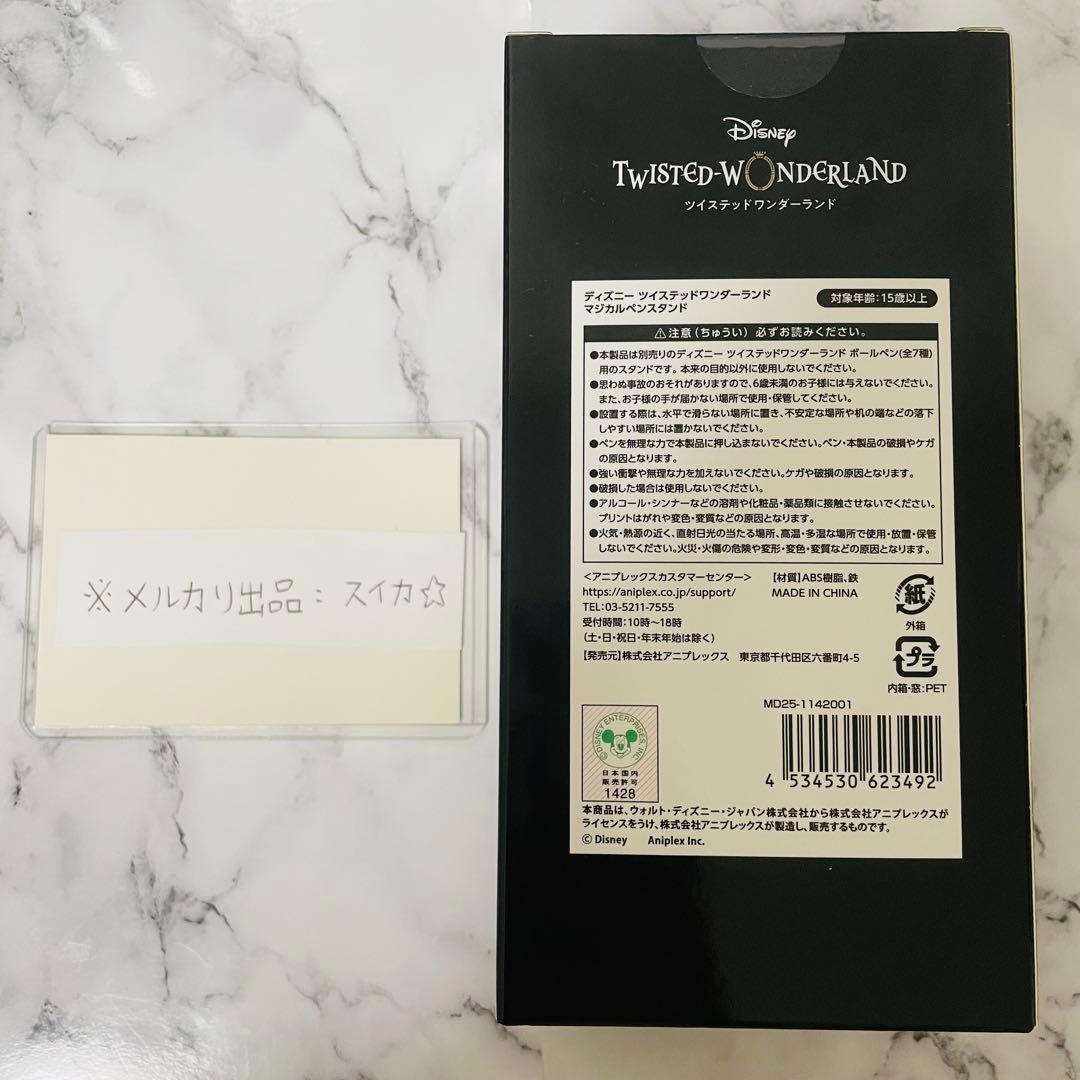 ※メルカリ出品：スイカ☆
Disney
TWISTED-WONDERLAND
ツイステッドワンダーランド
ディズニー ツイステッドワンダーランド
マジカルペンスタンド
対象年齢：15歳以上
⚠注意（ちゅうい）必ずお読みください。
●本製品は別売りのディズニー ツイステッドワンダーランド ボールペン(全7種)
用のスタンドです。本来の目的以外に使用しないでください。
●思わぬ事故のおそれがありますので、6歳未満のお子様には与えないでください。
また、お子様の手が届かない場所で使用・保管してください。
●設置する際は、水平で滑らない場所に置き、不安定な場所や机の端などの落下
しやすい場所には置かないでください。
●ペンを無理な力で本製品に押し込まないでください。ペン・本製品の破損やケガ
の原因となります。
●強い衝撃や無理な力を加えないでください。ケガや破損の原因となります。
●破損した場合は使用しないでください。
●アルコール・シンナーなどの溶剤や化粧品・薬品類に接触させないでください。
プリントはがれや変色・変質などの原因となります。
●火気・熱源の近く、直射日光の当たる場所、高温・多湿な場所で使用・放置・保管
しないでください。火災・火傷の危険や変形・変色・変質などの原因となります。
＜アニプレックスカスタマーセンター＞
https://aniplex.co.jp/support/
TEL：03-5211-7555
受付時間：10時〜18時
（土・日・祝日・年末年始は除く）
【発売元】株式会社アニプレックス 東京都千代田区六番町4-5
【材質】ABS樹脂、鉄
MADE IN CHINA
紙
外箱
プラ
内箱・窓：PET
MD25-1142001
4 534530 623492
© DISNEY ENTERPRISES, INC.
日本国内
販売許可
1428
本商品は、ウォルト・ディズニー・ジャパン株式会社から株式会社アニプレックスが
ライセンスをうけ、株式会社アニプレックスが製造し、販売するものです。
© Disney Aniplex Inc.